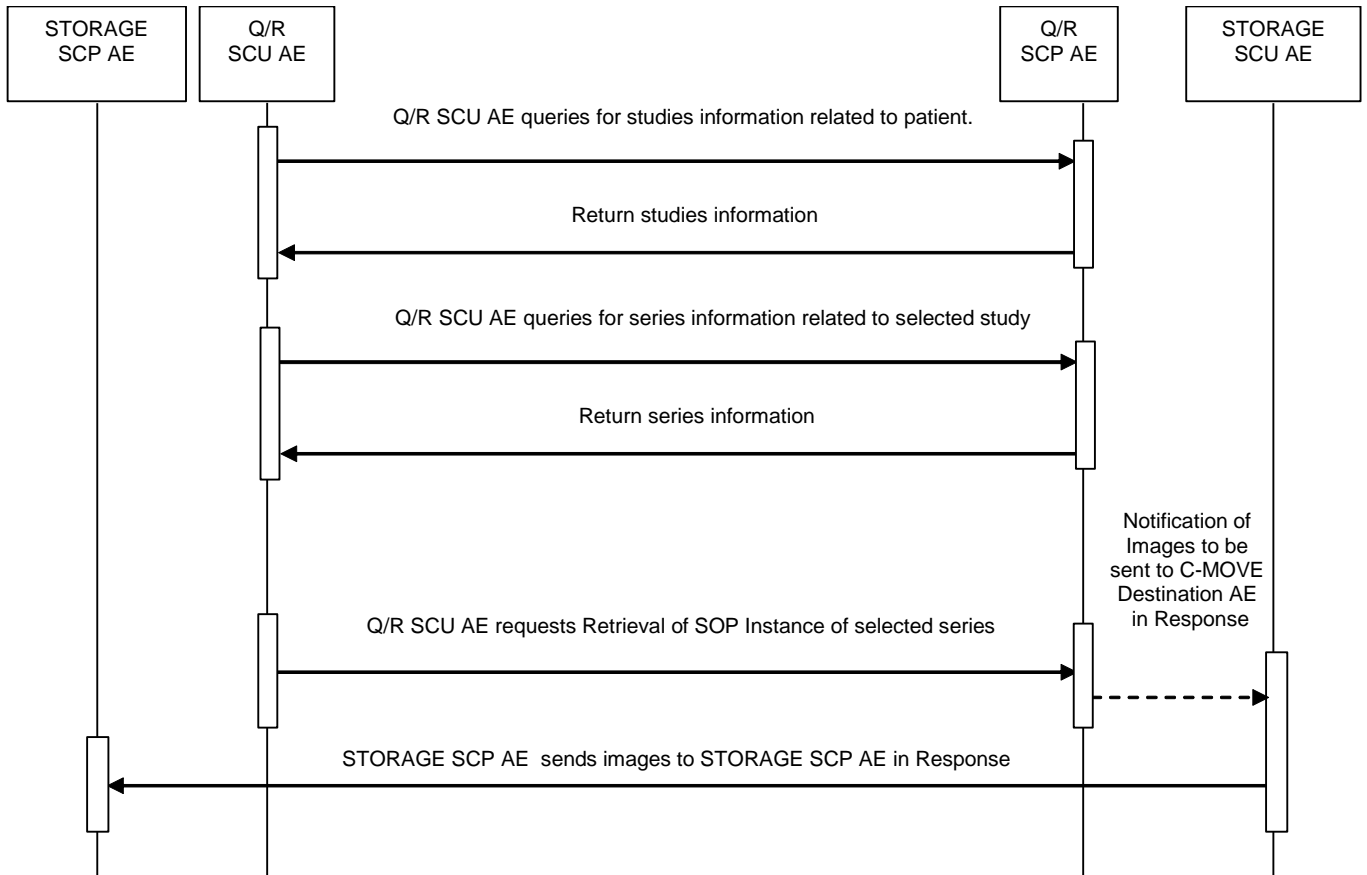 STORAGE
SCP AE
Q/R
SCU AE
Q/R
SCP AE
STORAGE
SCU AE
Q/R SCU AE queries for studies information related to patient.
Return studies information
Q/R SCU AE queries for series information related to selected study
Return series information
Notification of
Images to be
sent to C-MOVE
Destination AE
in Response
Q/R SCU AE requests Retrieval of SOP Instance of selected series
STORAGE SCP AE  sends images to STORAGE SCP AE in Response